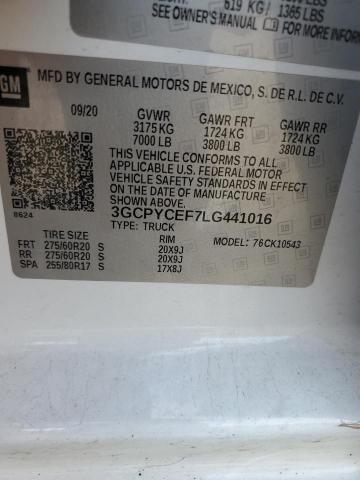 619 KG/ 1365 LBS
SEE OWNER'S MANUAL FOR MORE INFORM
GM
MFD BY GENERAL MOTORS DE MEXICO, S. DE R.L. DE C.V.
09/20 GVWR GAWR FRT GAWR RR
3175 KG 1724 KG 1724 KG
7000 LB 3800 LB 3800 LB
THIS VEHICLE CONFORMS TO ALL
APPLICABLE U.S. FEDERAL MOTOR
VEHICLE SAFETY STANDARDS IN
EFFECT ON THE DATE OF MANUFACTURE
SHOWN ABOVE.
8624 3GCPYCEF7LG441016
TYPE: TRUCK
TIRE SIZE RIM MODEL: 76CK10543
FRT 275/60R20 S 20X9J
RR 275/60R20 S 20X9J
SPA 255/80R17 S 17X8J